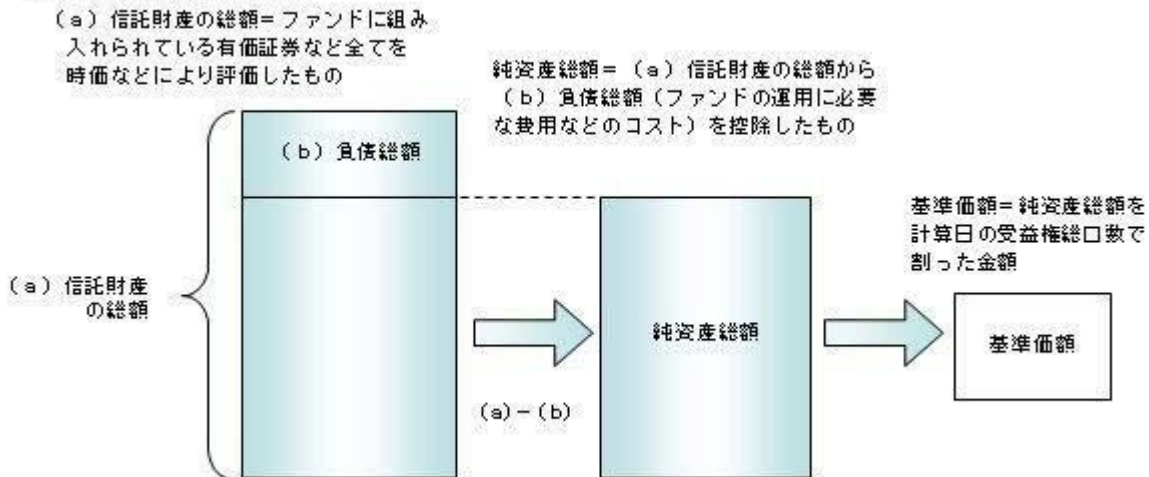 (a)信託財産の総額=ファンドに組み
入れられている有価証券など全てを
時価などにより評価したもの
純資産総額=(a)信託財産の総額から
(b)負債総額(ファンドの運用に必要
な費用などのコスト)を控除したもの
(b)負債総額
基準価額=純資産総額を
計算日の受益権総口数で
割った金額
(a)信託財産
の総額
純資産総額
基準価額
(a)-(b)